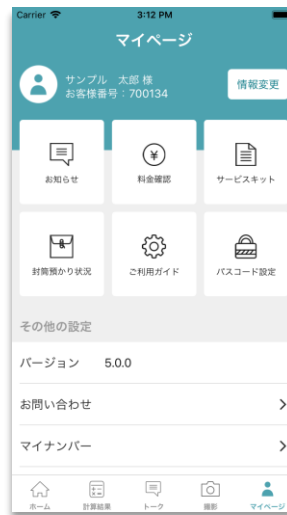 Carrier 3:12 PM
マイページ
サンプル 太郎 様
お客様番号：700134
情報変更
お知らせ
料金確認
サービスキット
封筒預かり状況
ご利用ガイド
パスコード設定
その他の設定
バージョン 5.0.0
お問い合わせ
マイナンバー
ホーム
計算結果
トーク
撮影
マイページ